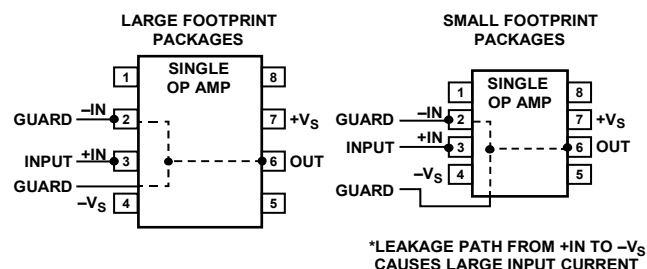 LARGE FOOTPRINT
PACKAGES
SINGLE
OP AMP
1
8
–IN
GUARD
2
7
+VS
+IN
INPUT
3
6
OUT
GUARD
–VS
4
5
SMALL FOOTPRINT
PACKAGES
SINGLE
OP AMP
1
8
–IN
GUARD
2
7
+VS
+IN
INPUT
3
6
OUT
–VS
4
5
GUARD
*LEAKAGE PATH FROM +IN TO –VS
CAUSES LARGE INPUT CURRENT